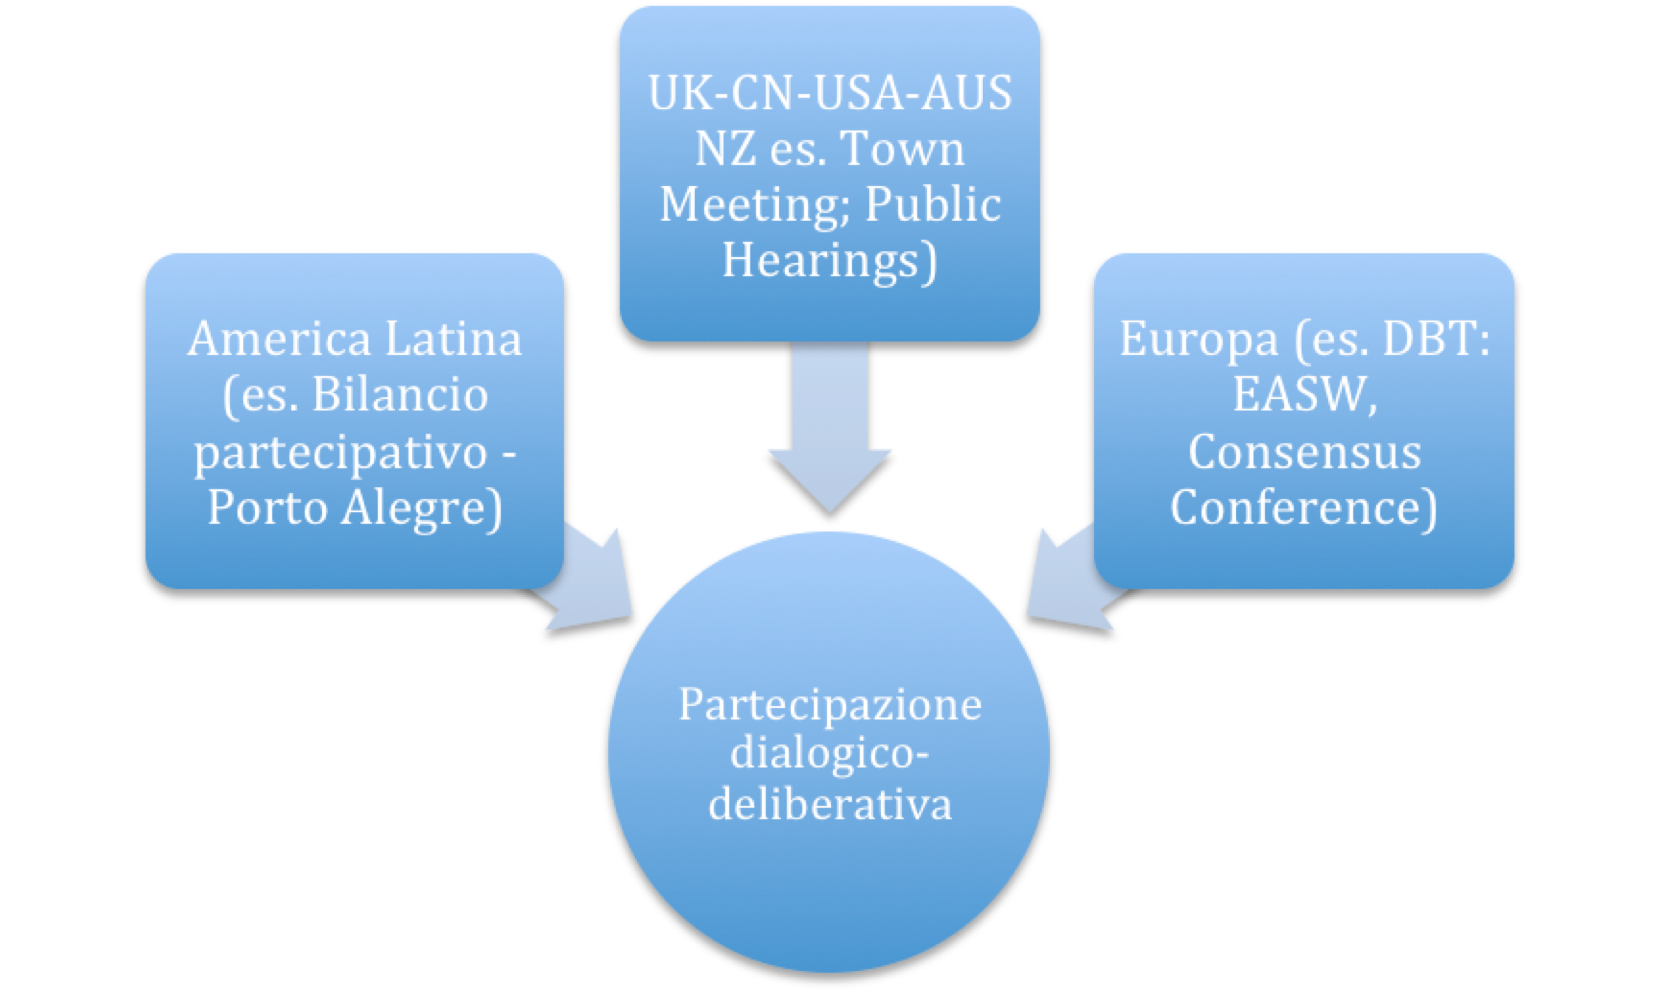 UK-CN-USA-AUS
NZ es. Town
Meeting; Public
Hearings)
America Latina
(es. Bilancio
partecipativo -
Porto Alegre)
Europa (es. DBT:
EASW,
Consensus
Conference)
Partecipazione
dialogico-
deliberativa